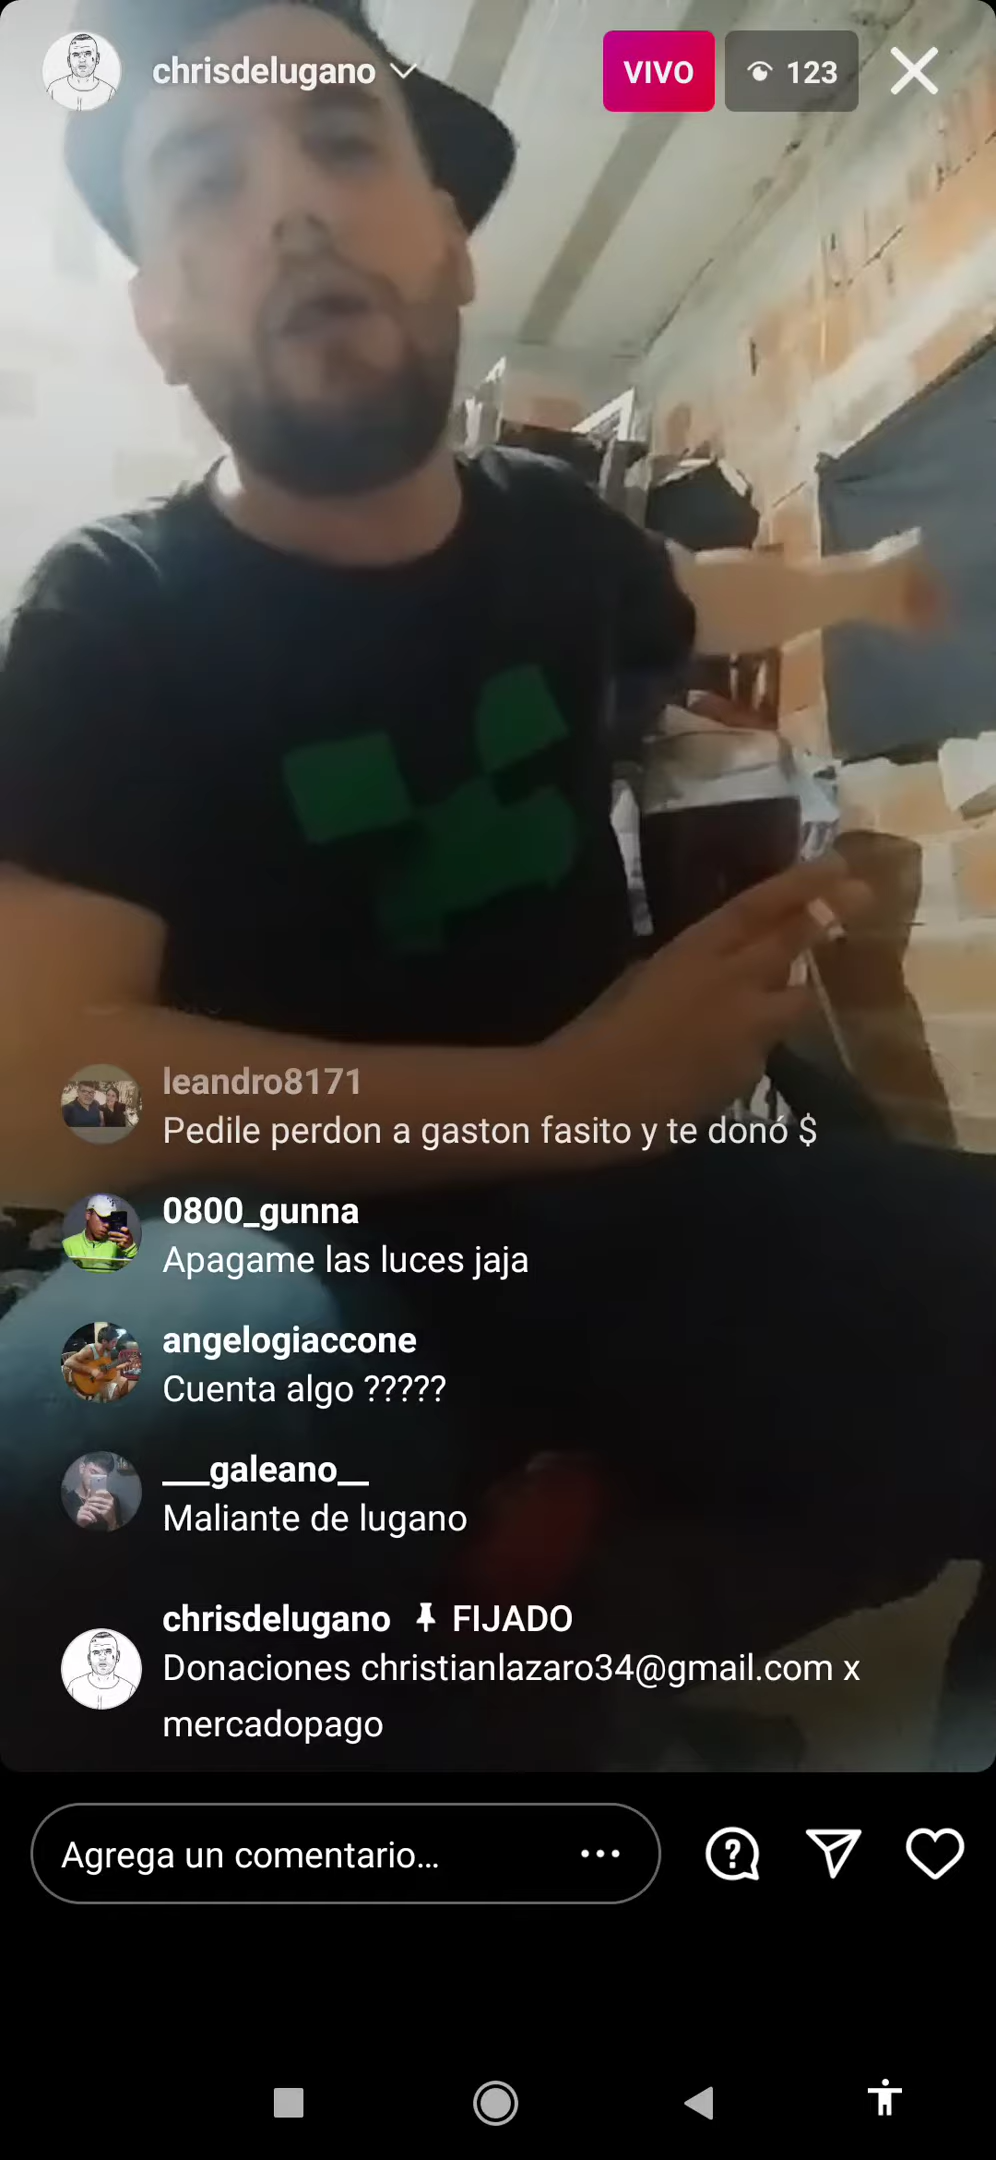 chrisdelugano
VIVO
123
leandro8171
Pedile perdon a gaston fasito y te donó $
0800_gunna
Apagame las luces jaja
angelogiaccone
Cuenta algo ?????
___galeano__
Maliante de lugano
chrisdelugano FIJADO
Donaciones christianlazaro34@gmail.com x
mercadopago
Agrega un comentario...